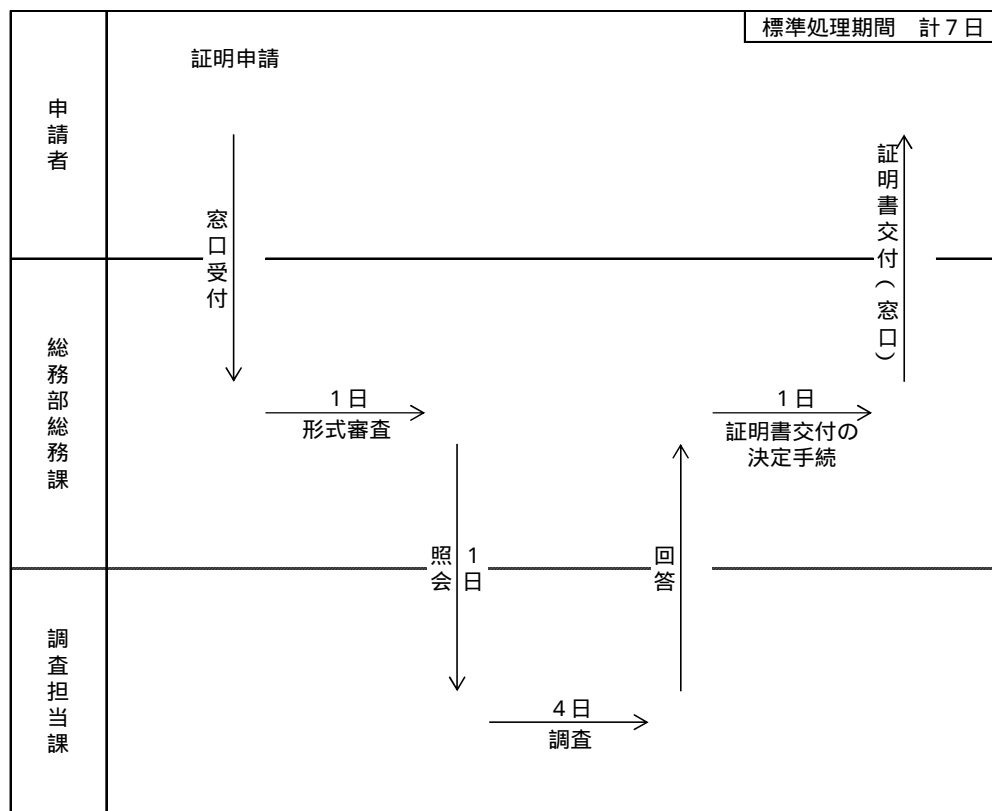 標準処理期間　計７日
証明申請
申請者
窓口受付
証明書交付（窓口）
総務部総務課
１日
形式審査
１日
証明書交付の
決定手続
照会
１日
回答
調査担当課
４日
調査